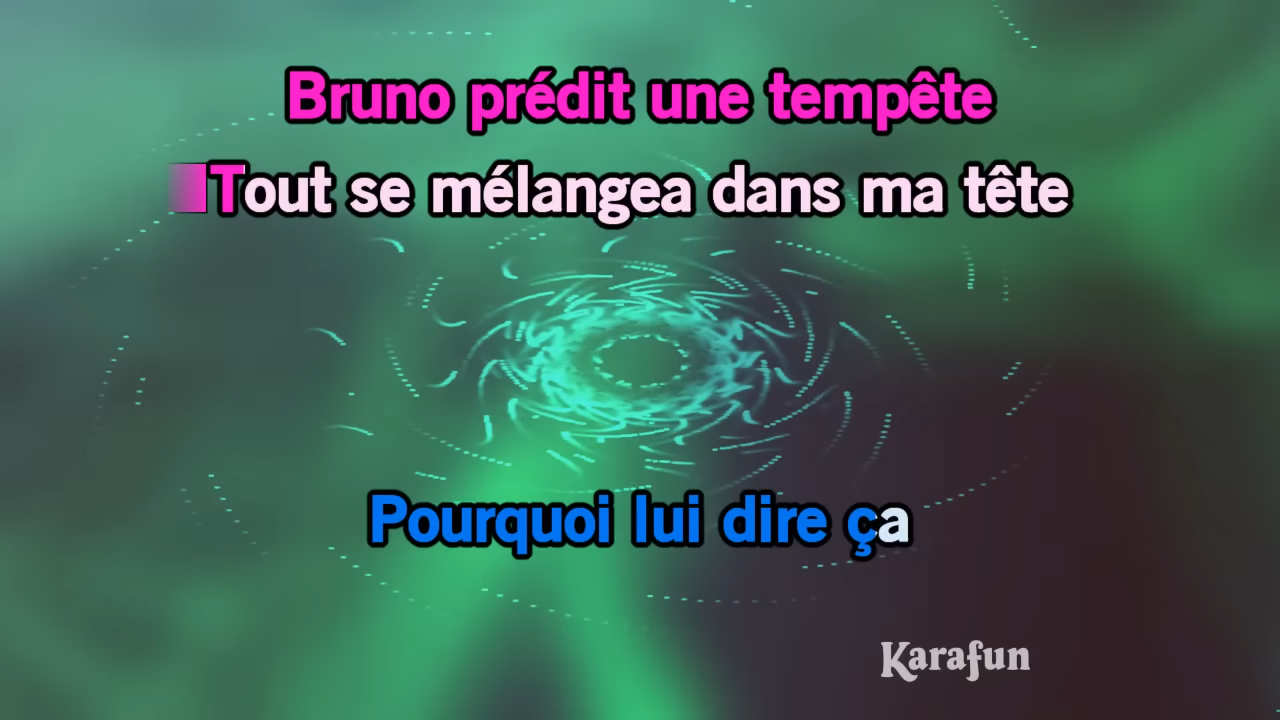 Bruno prédit une tempête
Tout se mélangea dans ma tête
Pourquoi lui dire ça
Karafun